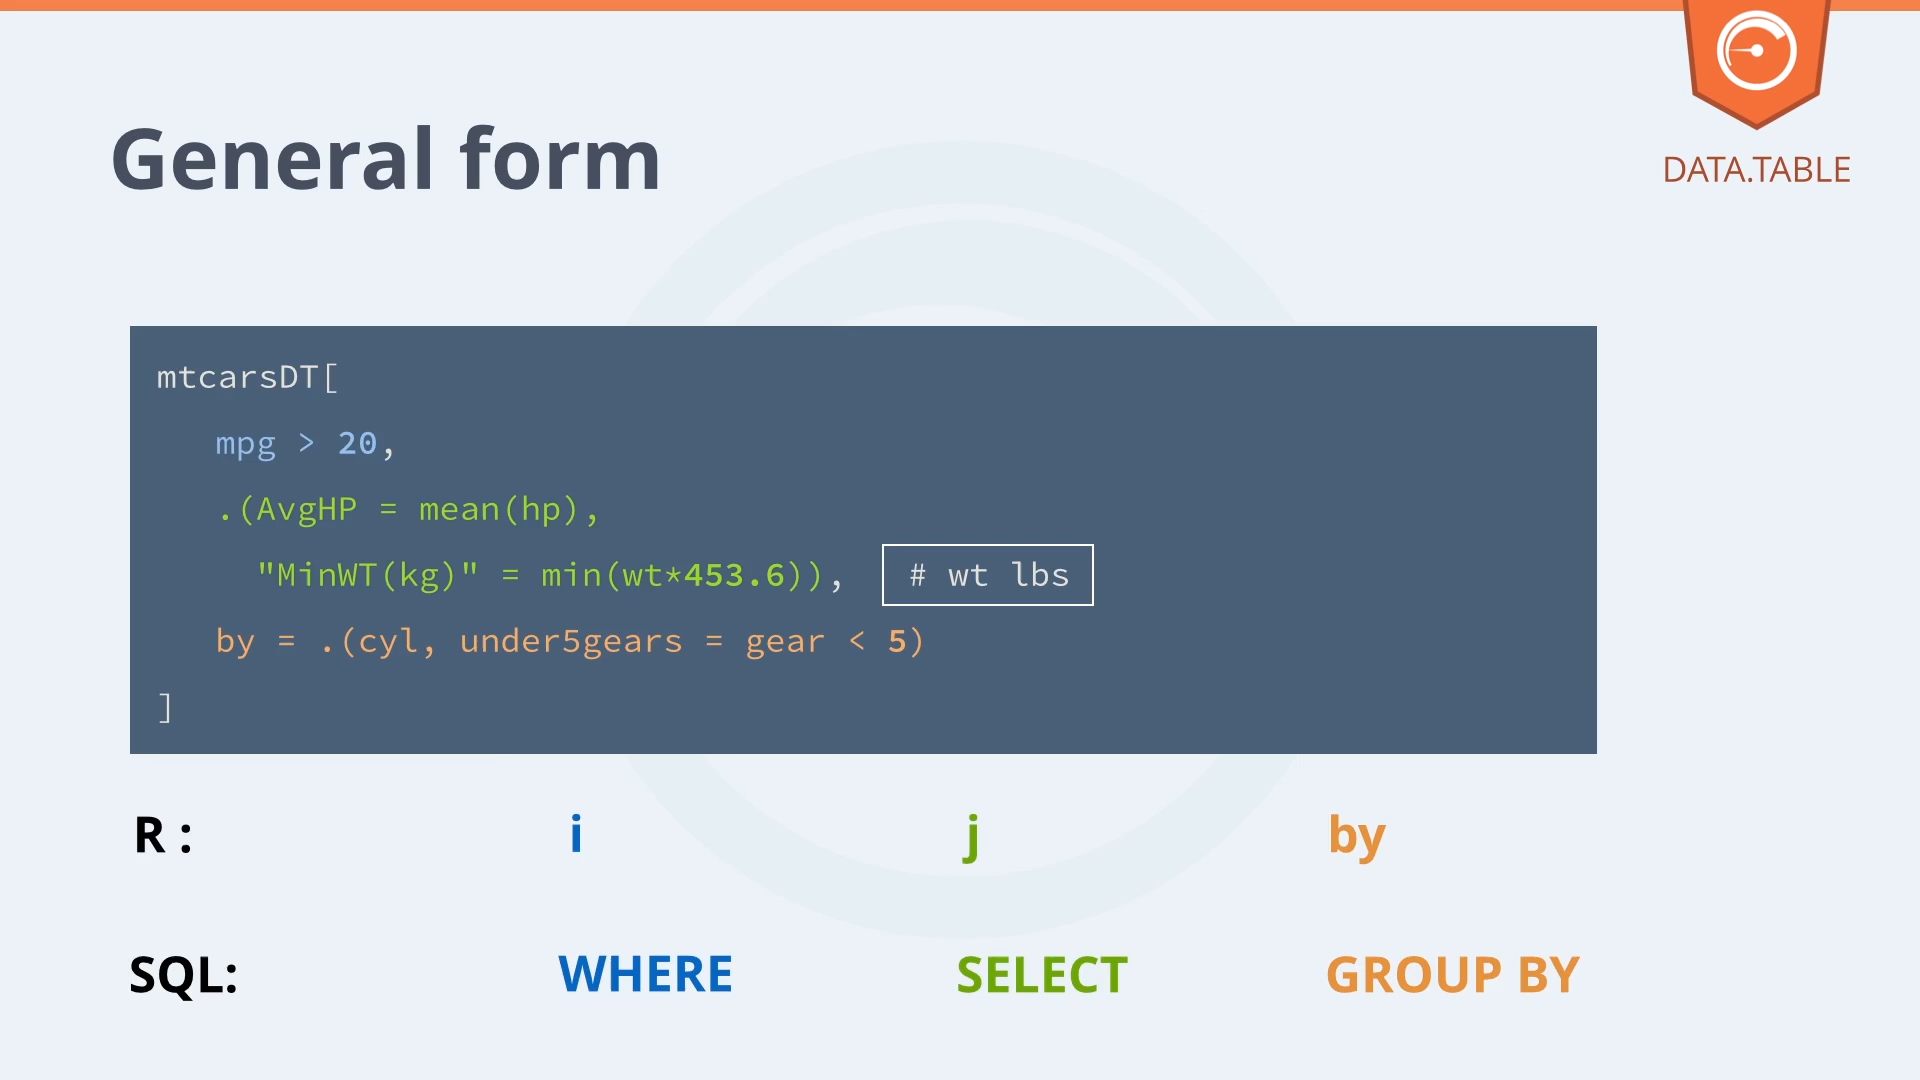 General form
DATA.TABLE
mtcarsDT[
mpg > 20,
.(AvgHP = mean(hp),
"MinWT(kg)" = min(wt*453.6)), # wt lbs
by = .(cyl, under5gears = gear < 5)
]
R : i j by
SQL: WHERE SELECT GROUP BY